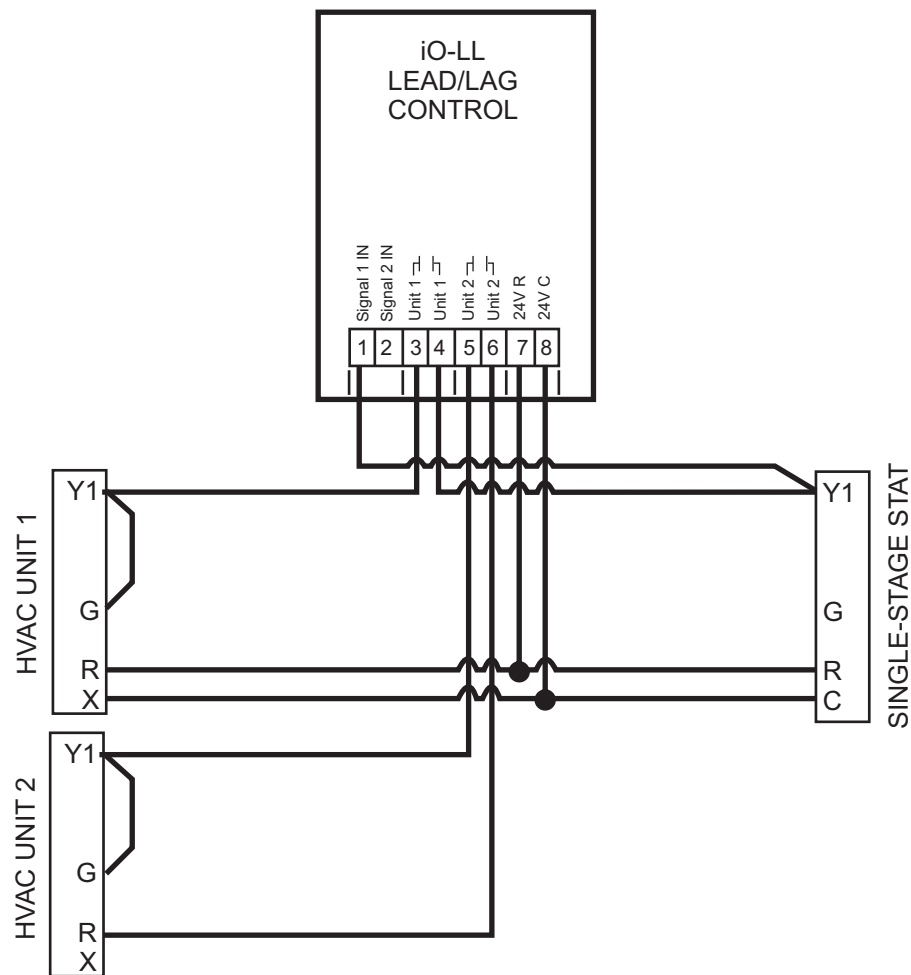 iO-LL
LEAD/LAG
CONTROL
Signal 1 IN
Signal 2 IN
Unit 1
Unit 1
Unit 2
Unit 2
24V R
24V C
1 2 3 4 5 6 7 8
HVAC UNIT 1
Y1
G
R
X
SINGLE-STAGE STAT
Y1
G
R
C
HVAC UNIT 2
Y1
G
R
X